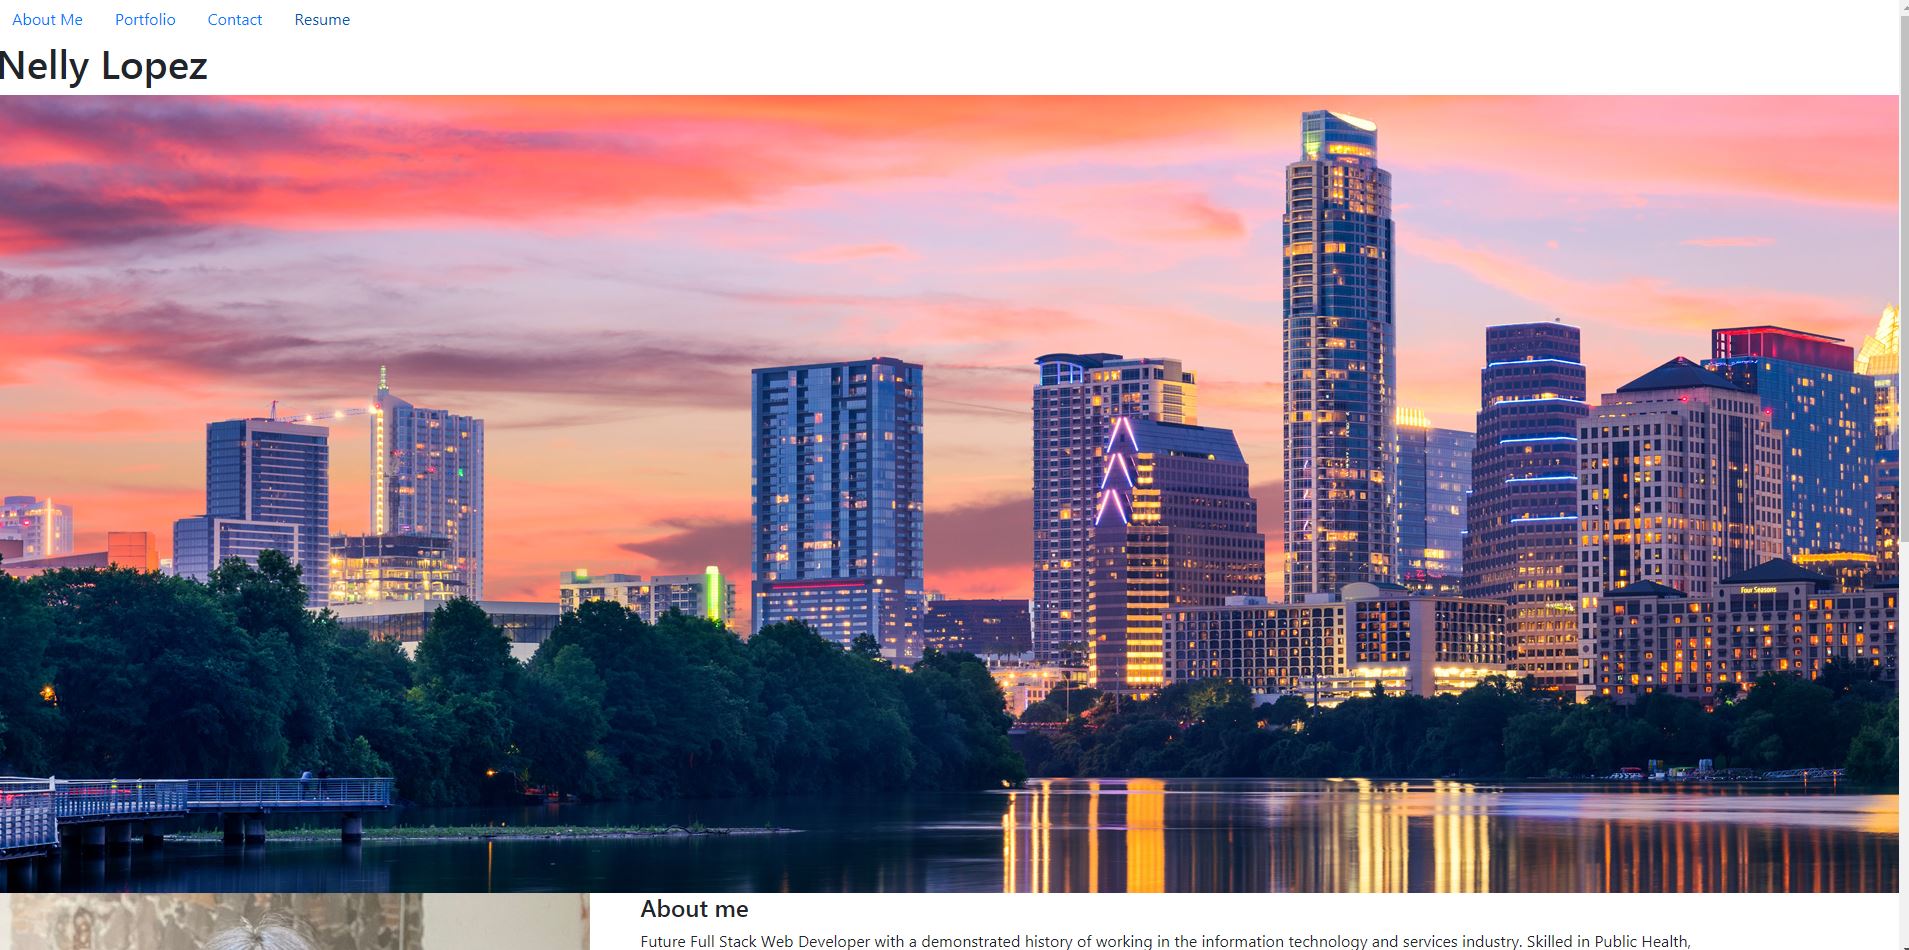 About Me Portfolio Contact Resume
Nelly Lopez
Four Seasons
About me
Future Full Stack Web Developer with a demonstrated history of working in the information technology and services industry. Skilled in Public Health,